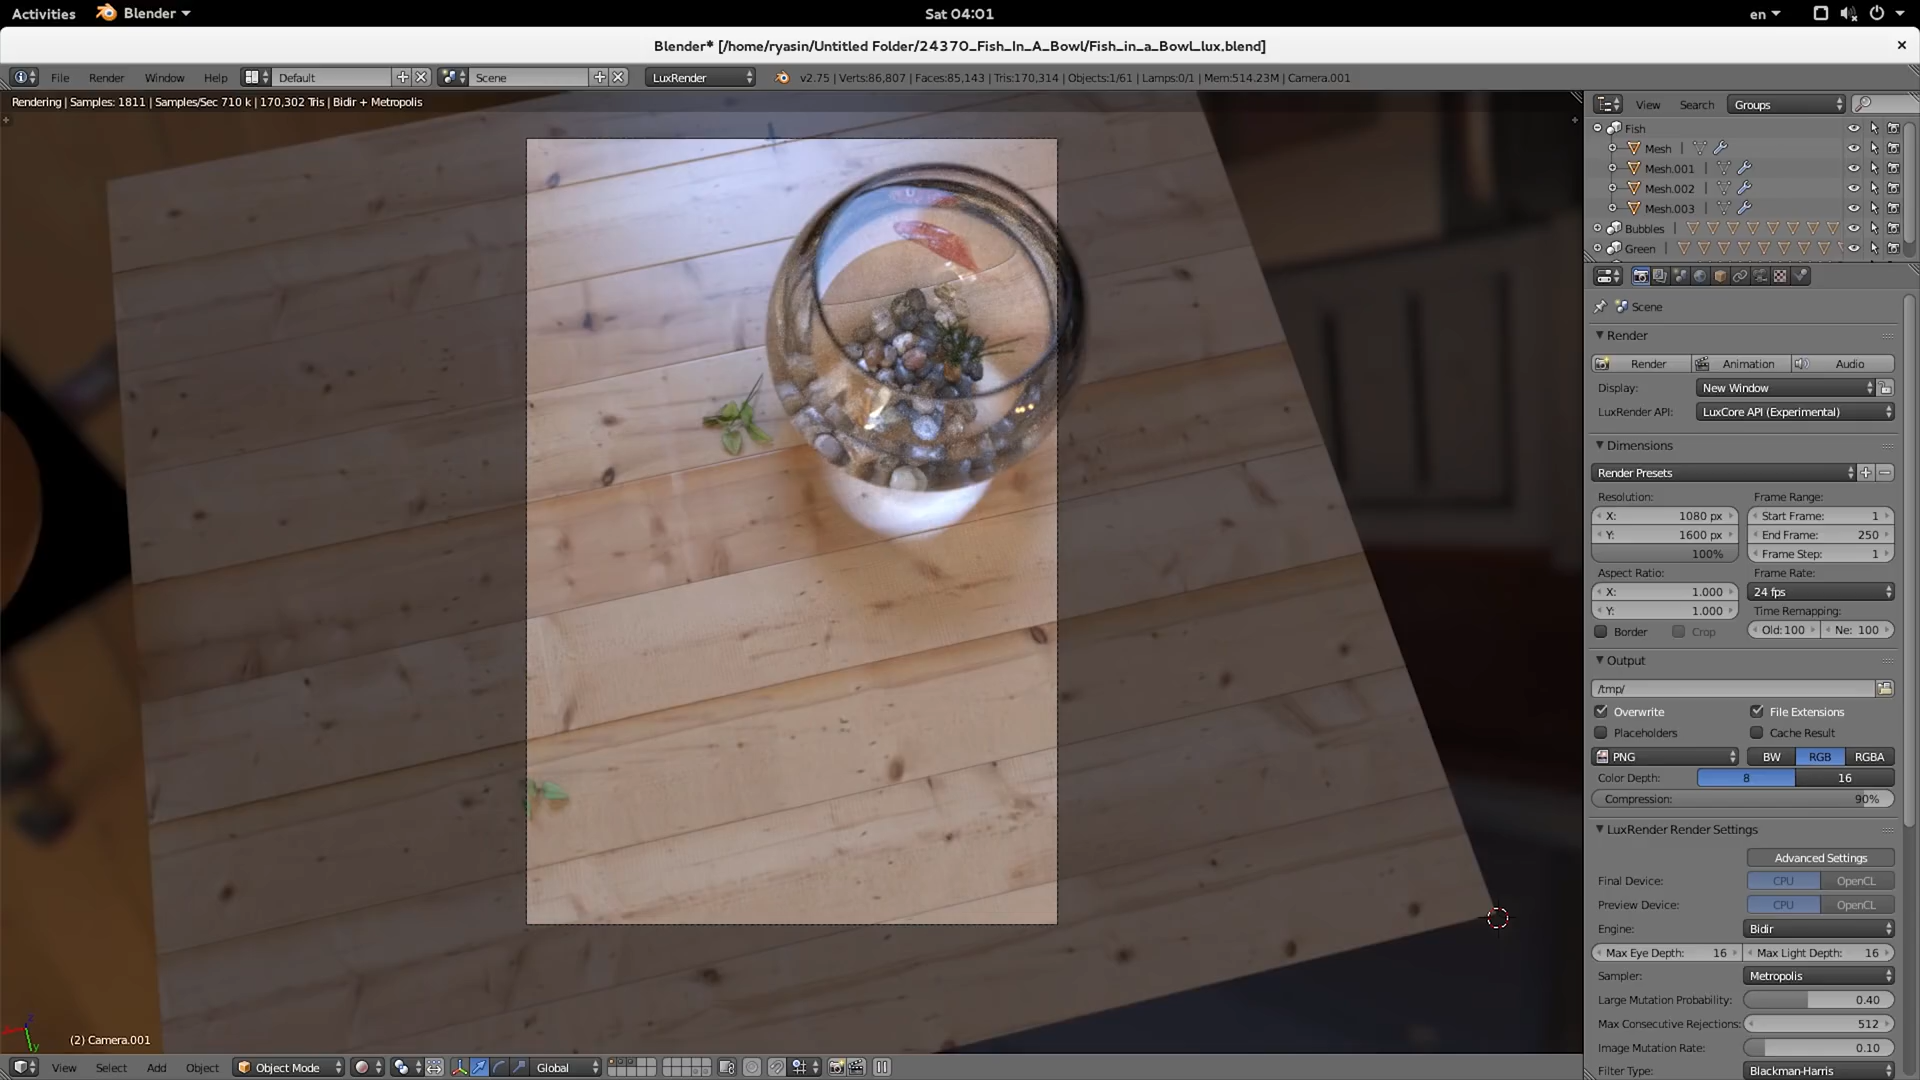 Activities Blender Sat 04:01 en
Blender* [/home/ryasin/Untitled Folder/24370_Fish_In_A_Bowl/Fish_in_a_Bowl_lux.blend]
File Render Window Help Default Scene LuxRender v2.75 | Verts:86,807 | Faces:85,143 | Tris:170,314 | Objects:1/61 | Lamps:0/1 | Mem:514.23M | Camera.001
Rendering | Samples: 1811 | Samples/Sec 710 k | 170,302 Tris | Bidir + Metropolis
View Search Groups
Fish
Mesh
Mesh.001
Mesh.002
Mesh.003
Bubbles
Green
Scene
Render
Render Animation Audio
Display: New Window
LuxRender API: LuxCore API (Experimental)
Dimensions
Render Presets
Resolution: Frame Range:
X: 1080 px Start Frame: 1
Y: 1600 px End Frame: 250
100% Frame Step: 1
Aspect Ratio: Frame Rate:
X: 1.000 24 fps
Y: 1.000 Time Remapping:
Border Crop Old:100 Ne: 100
Output
/tmp/
Overwrite File Extensions
Placeholders Cache Result
PNG BW RGB RGBA
Color Depth: 8 16
Compression: 90%
LuxRender Render Settings
Advanced Settings
Final Device: CPU OpenCL
Preview Device: CPU OpenCL
Engine: Bidir
Max Eye Depth: 16 Max Light Depth: 16
Sampler: Metropolis
Large Mutation Probability: 0.40
Max Consecutive Rejections: 512
Image Mutation Rate: 0.10
Filter Type: Blackman-Harris
(2) Camera.001
View Select Add Object Object Mode Global